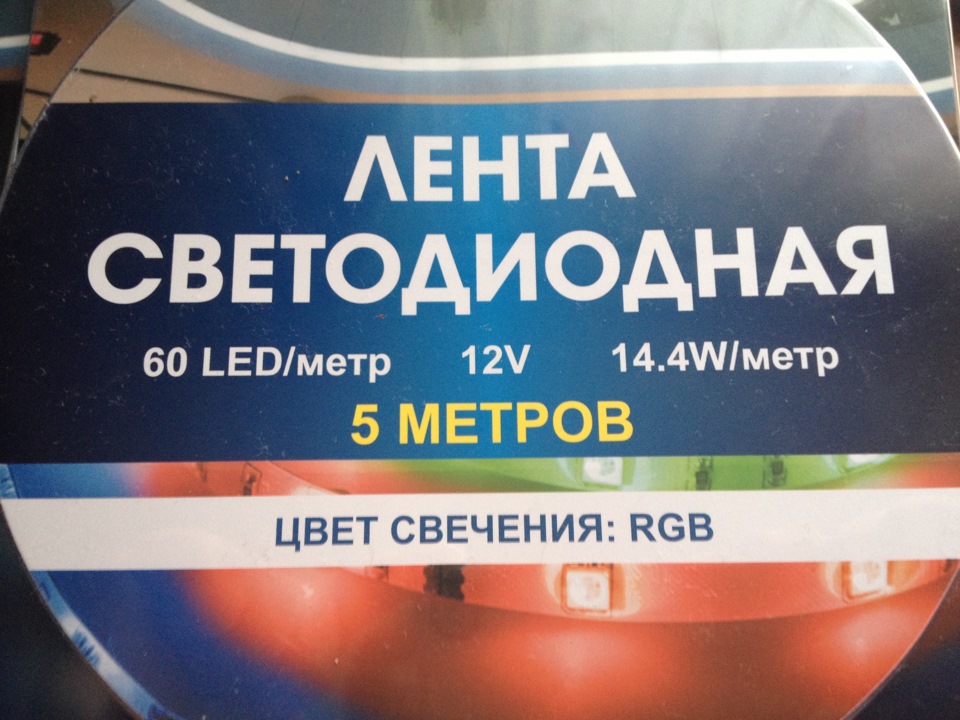 ЛЕНТА
СВЕТОДИОДНАЯ
60 LED/метр 12V 14.4W/метр
5 МЕТРОВ
ЦВЕТ СВЕЧЕНИЯ: RGB